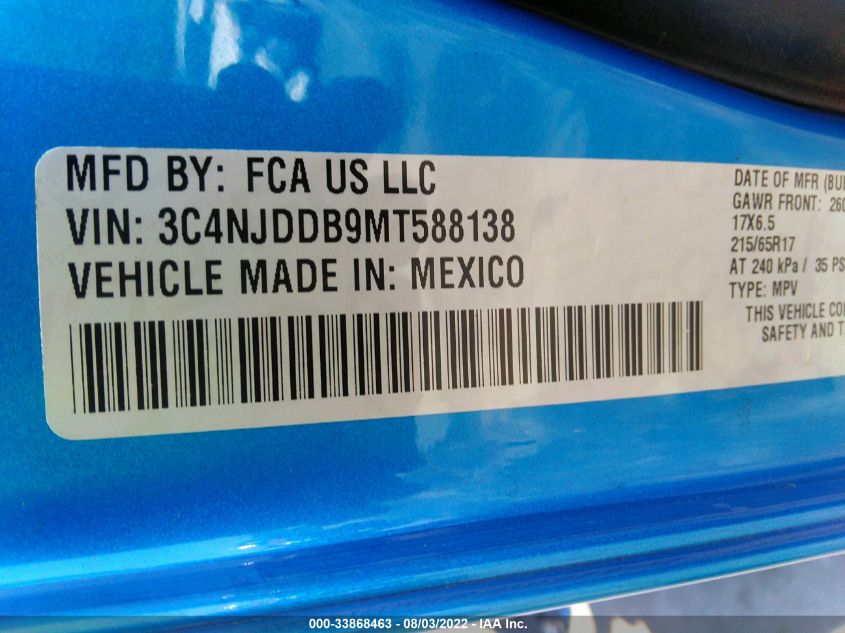 MFD BY: FCA US LLC
VIN: 3C4NJDDB9MT588138
VEHICLE MADE IN: MEXICO
DATE OF MFR
GAWR FRONT:
17X6.5
215/65R17
AT 240 kPa / 35
TYPE: MPV
THIS VEHICLE
SAFETY AND
000-33868463 - 08/03/2022 - IAA Inc.